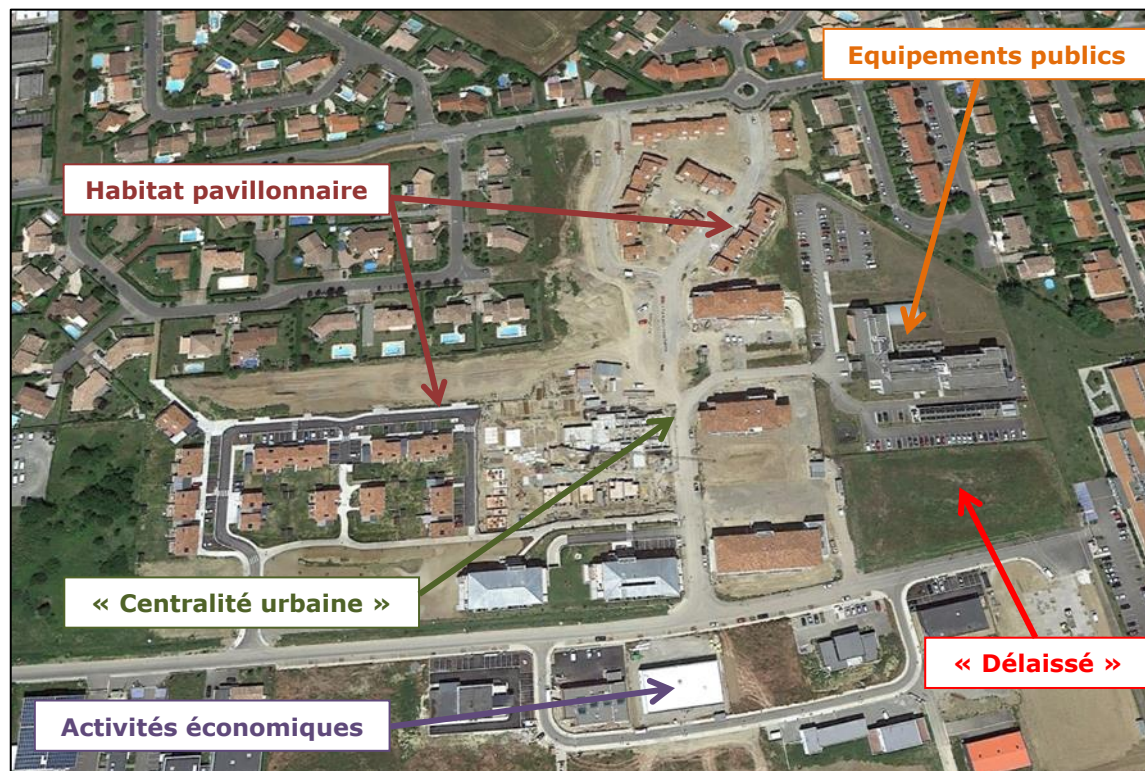 Equipements publics
Habitat pavillonnaire
« Centralité urbaine »
« Délaissé »
Activités économiques